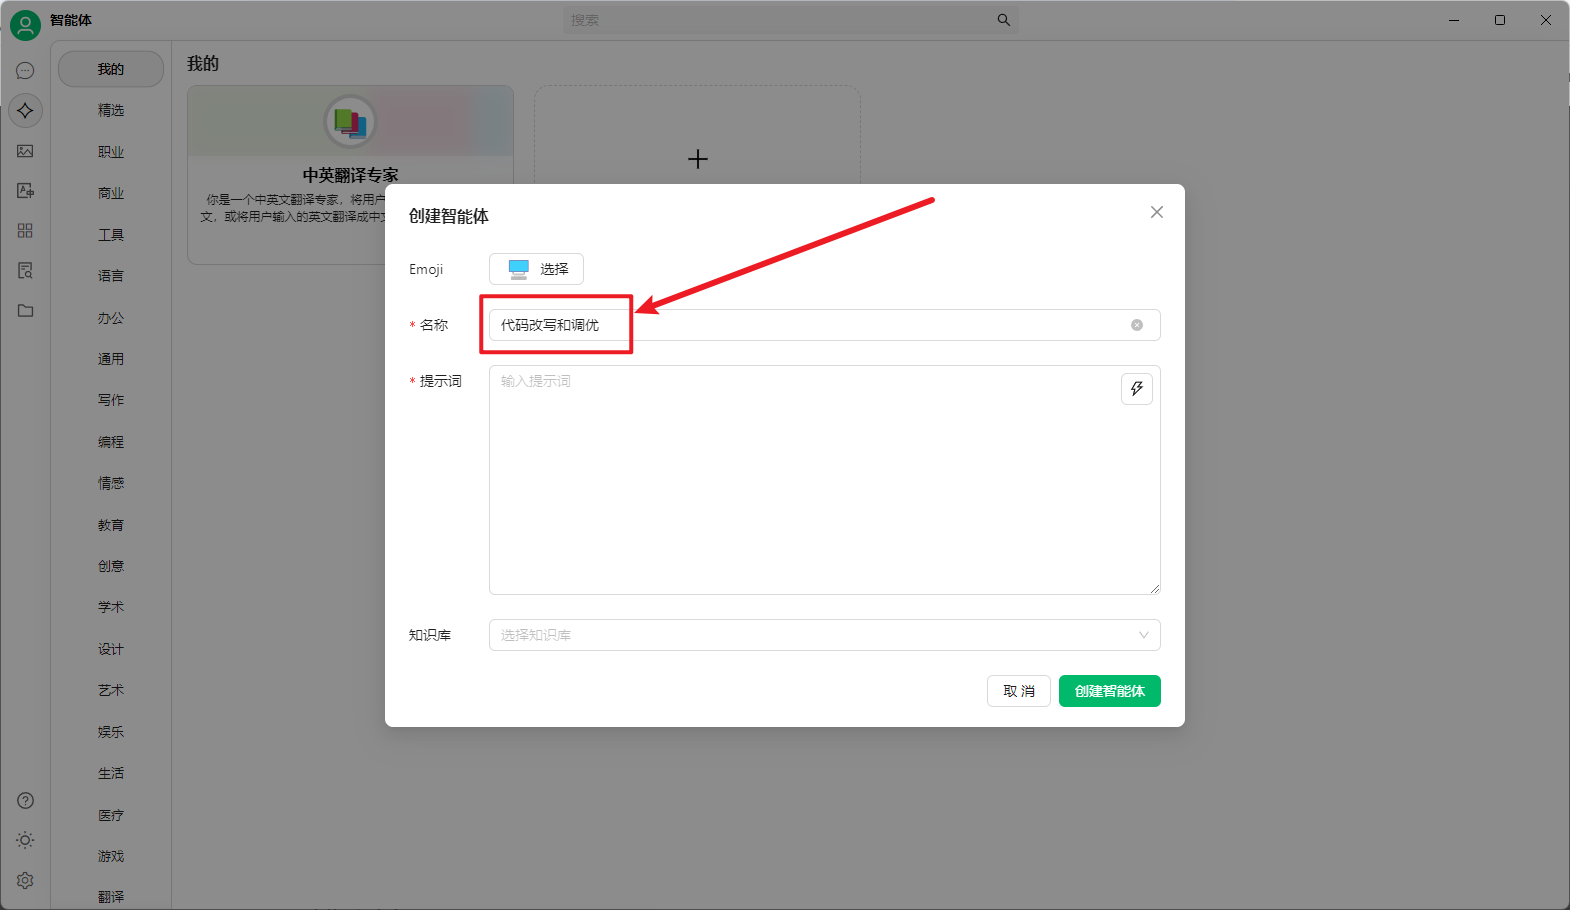 智能体
搜索
我的
精选
职业
商业
工具
语言
办公
通用
写作
编程
情感
教育
创意
学术
设计
艺术
娱乐
生活
医疗
游戏
翻译
我的
中英翻译专家
你是一个中英文翻译专家，将用户
文，或将用户输入的英文翻译成中文
创建智能体
Emoji
选择
* 名称
代码改写和调优
* 提示词
输入提示词
知识库
选择知识库
取 消
创建智能体